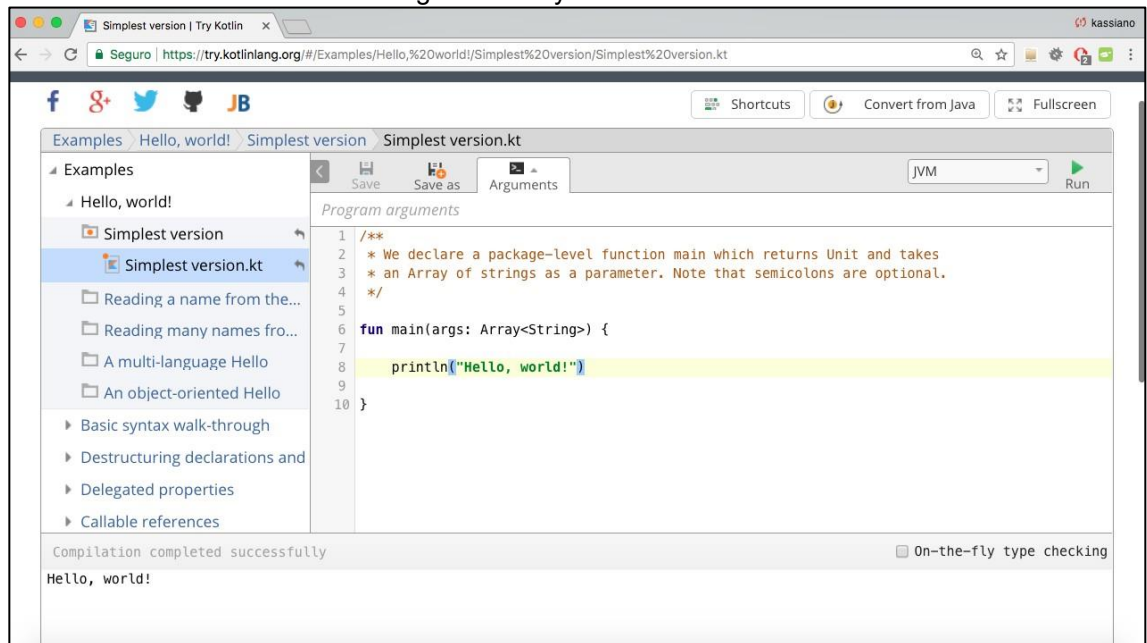 Simplest version | Try Kotlin
kassiano
Seguro | https://try.kotlinlang.org/#/Examples/Hello,%20world!/Simplest%20version/Simplest%20version.kt
2
f g+ JB
Shortcuts
Convert from Java
Fullscreen
Examples Hello, world! Simplest version Simplest version.kt
Examples
Hello, world!
Simplest version
Simplest version.kt
Reading a name from the...
Reading many names fro...
A multi-language Hello
An object-oriented Hello
Basic syntax walk-through
Destructuring declarations and
Delegated properties
Callable references
Save
Save as
Arguments
JVM
Run
Program arguments
1 /**
2 * We declare a package-level function main which returns Unit and takes
3 * an Array of strings as a parameter. Note that semicolons are optional.
4 */
5
6 fun main(args: Array<String>) {
7
8 println("Hello, world!")
9
10 }
Compilation completed successfully
On-the-fly type checking
Hello, world!